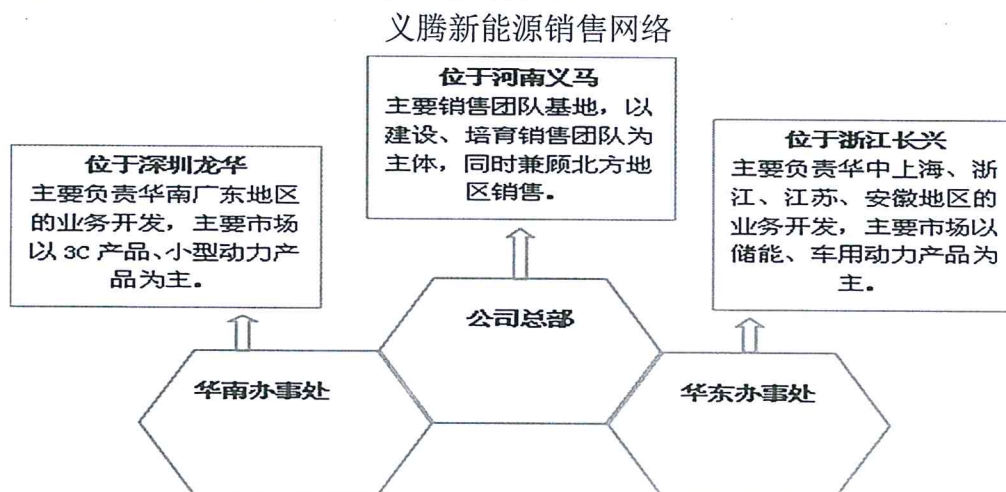 义腾新能源销售网络
位于河南义马
主要销售团队基地，以
建设、培育销售团队为
主体，同时兼顾北方地
区销售。
位于深圳龙华
主要负责华南广东地区
的业务开发，主要市场
以 3C 产品、小型动力产
品为主。
位于浙江长兴
主要负责华中上海、浙
江、江苏、安徽地区的
业务开发，主要市场以
储能、车用动力产品为
主。
公司总部
华南办事处
华东办事处